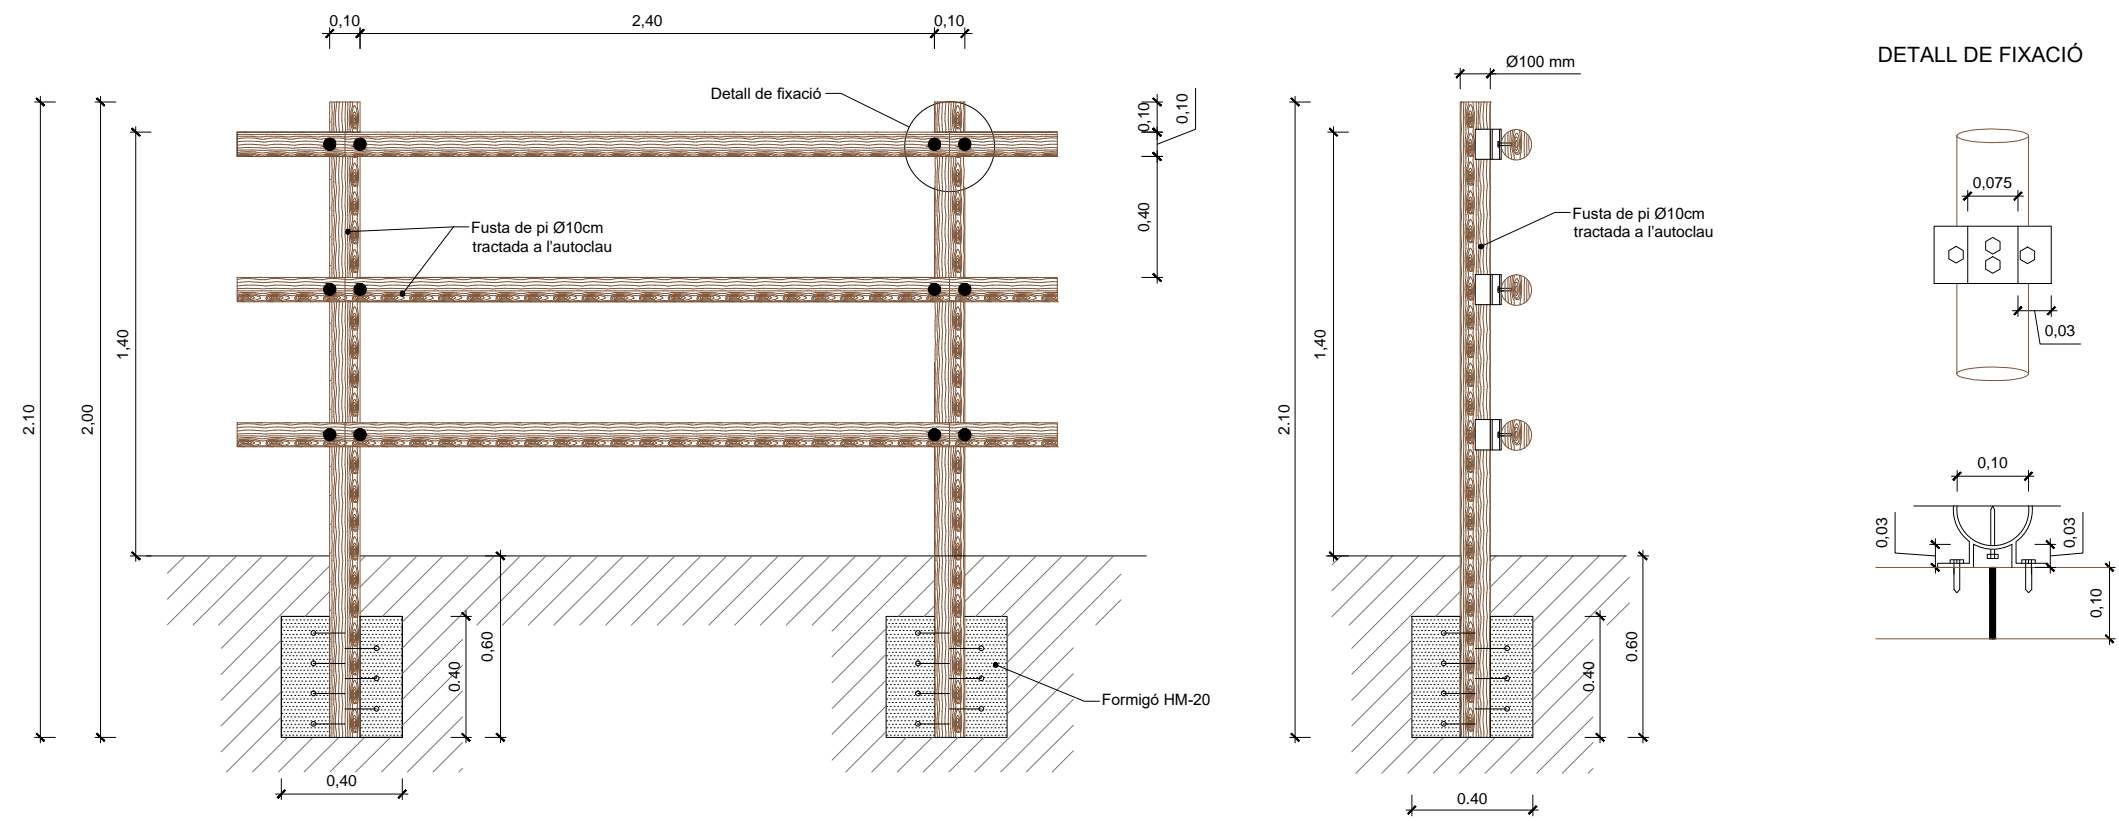 0,10
2,40
0,10
Detall de fixació
0,10
0,10
0,40
Fusta de pi Ø10cm
tractada a l'autoclau
2.10
2,00
1,40
0.40
0,60
0,40
Formigó HM-20
Ø100 mm
Fusta de pi Ø10cm
tractada a l'autoclau
2.10
1,40
0.40
0.60
0.40
DETALL DE FIXACIÓ
0,075
0,03
0,10
0,03
0,03
0,10